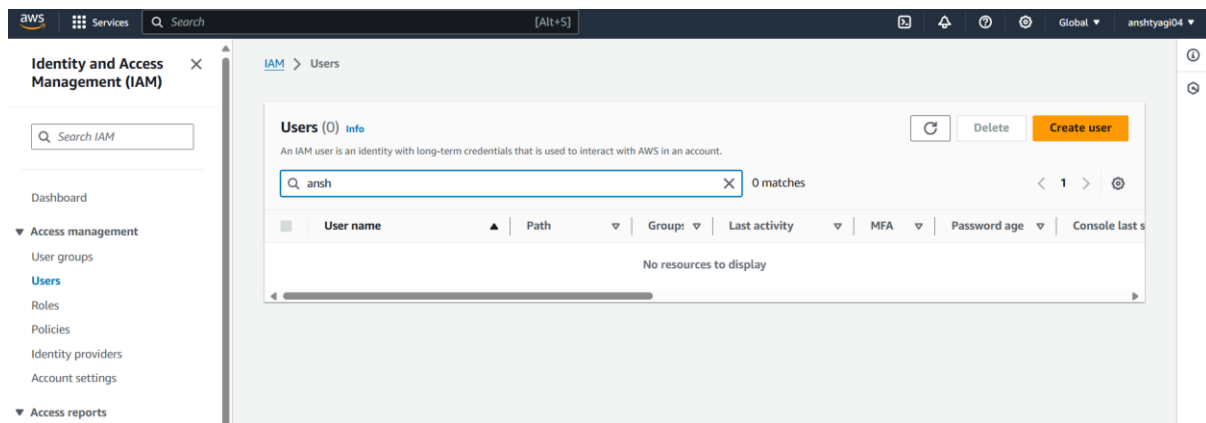 aws Services Search [Alt+S] Global anshtyagi04
Identity and Access
Management (IAM)
Search IAM
Dashboard
Access management
User groups
Users
Roles
Policies
Identity providers
Account settings
Access reports
IAM > Users
Users (0) Info
Delete
Create user
An IAM user is an identity with long-term credentials that is used to interact with AWS in an account.
ansh
0 matches
1
User name Path Group: Last activity MFA Password age Console last s
No resources to display